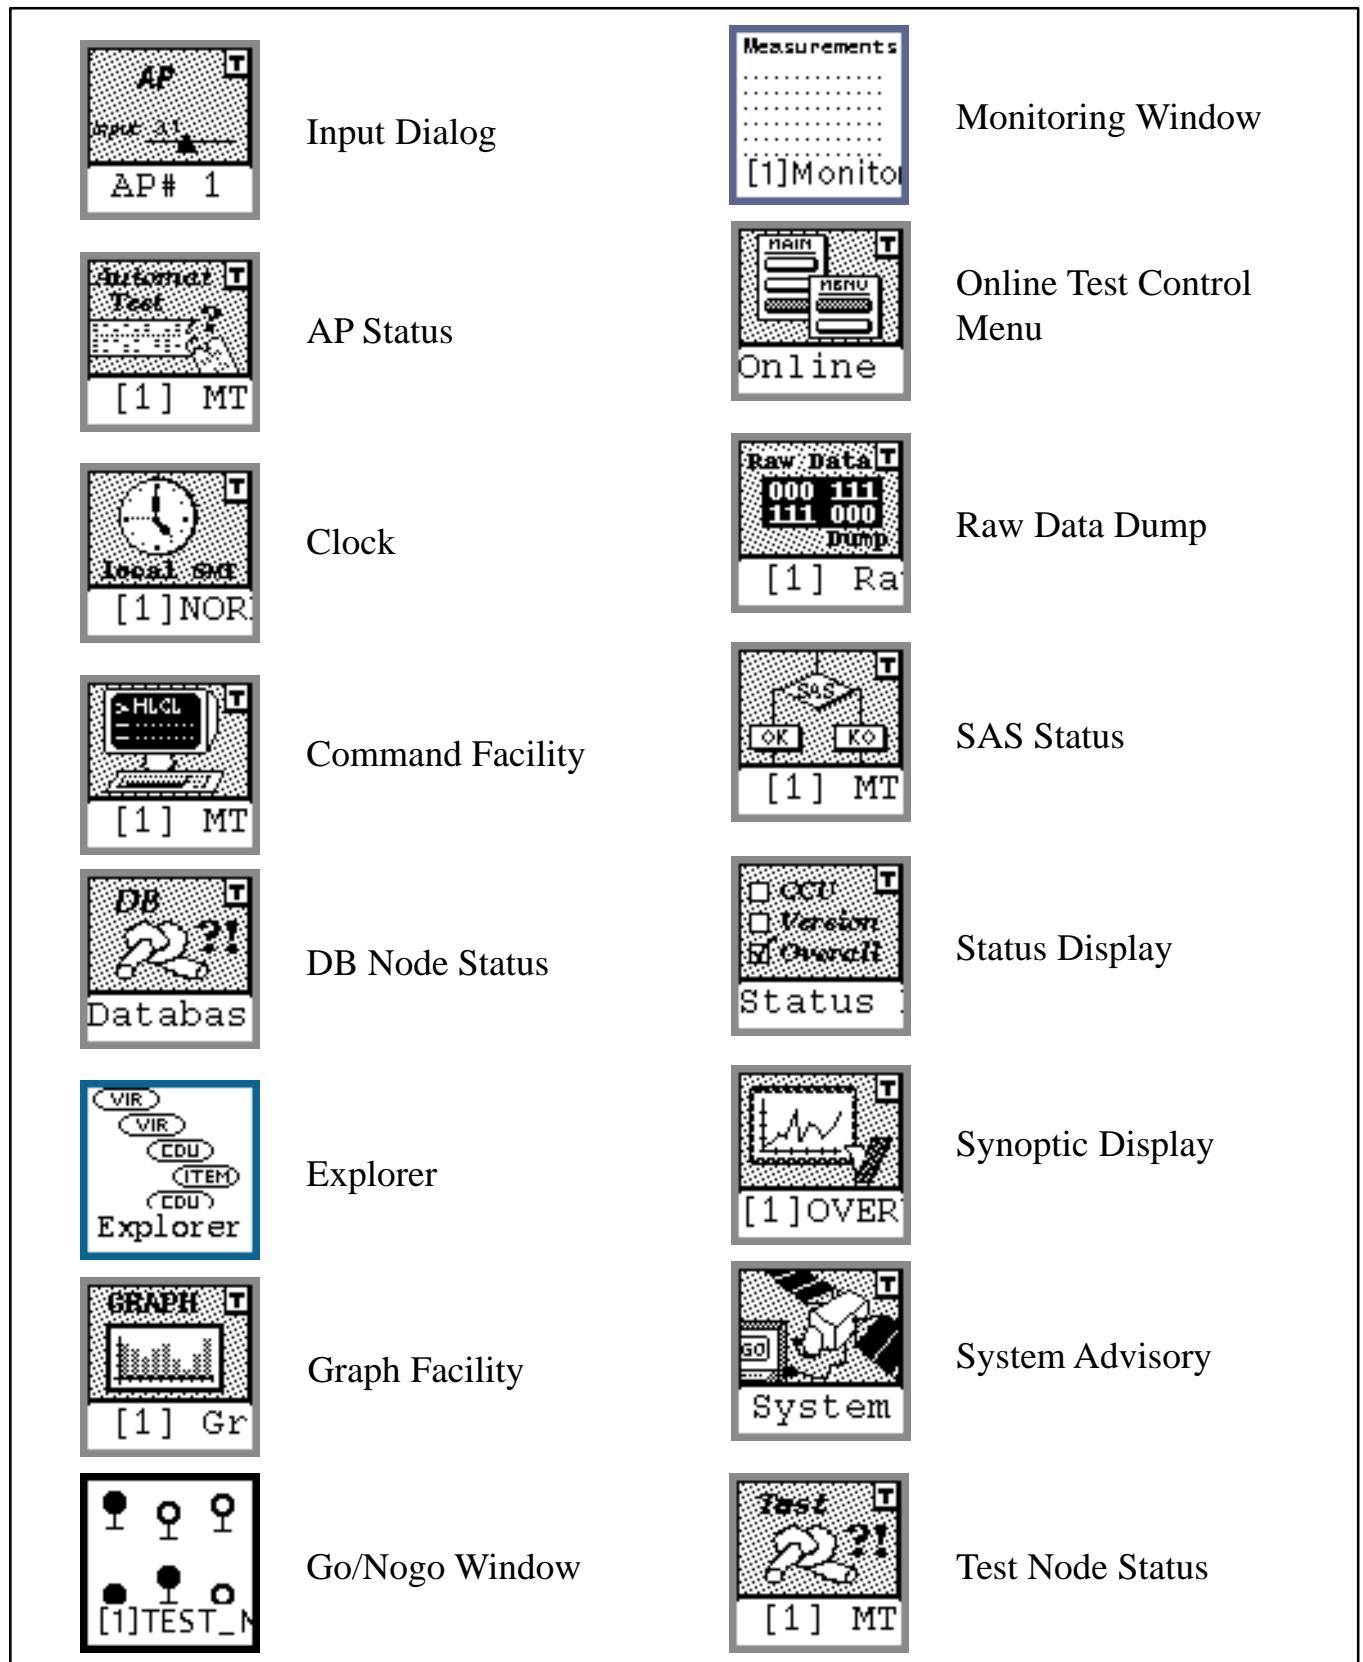 AP
T
Input 31
AP# 1
Input Dialog
Automat T
Test
?
[1] MT
AP Status
T
local SMT
[1]NOR
Clock
T
> HLCL
[1] MT
Command Facility
DB T
?!
Databas
DB Node Status
VIR
VIR
CDU
ITEM
CDU
Explorer
Explorer
GRAPH T
[1] Gr
Graph Facility
[1]TEST_N
Go/Nogo Window
Measurements
[1]Monitor
Monitoring Window
MAIN T
MENU
Online
Online Test Control
Menu
Raw Data T
000 111
111 000
Dump
[1] Ra
Raw Data Dump
T
SAS
OK KO
[1] MT
SAS Status
T
CCU
Version
Overall
Status
Status Display
T
[1]OVER
Synoptic Display
T
GO
System
System Advisory
Test T
?!
[1] MT
Test Node Status